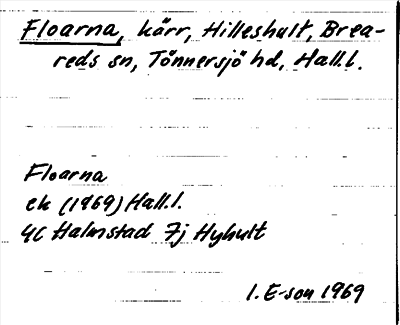 Floarna, kärr, Hilleshult, Brea-
reds sn, Tönnersjö hd, Hall.l.
Floarna
ek (1969) Hall.l.
4C Halmstad 7j Hyhult
I. E-son 1969